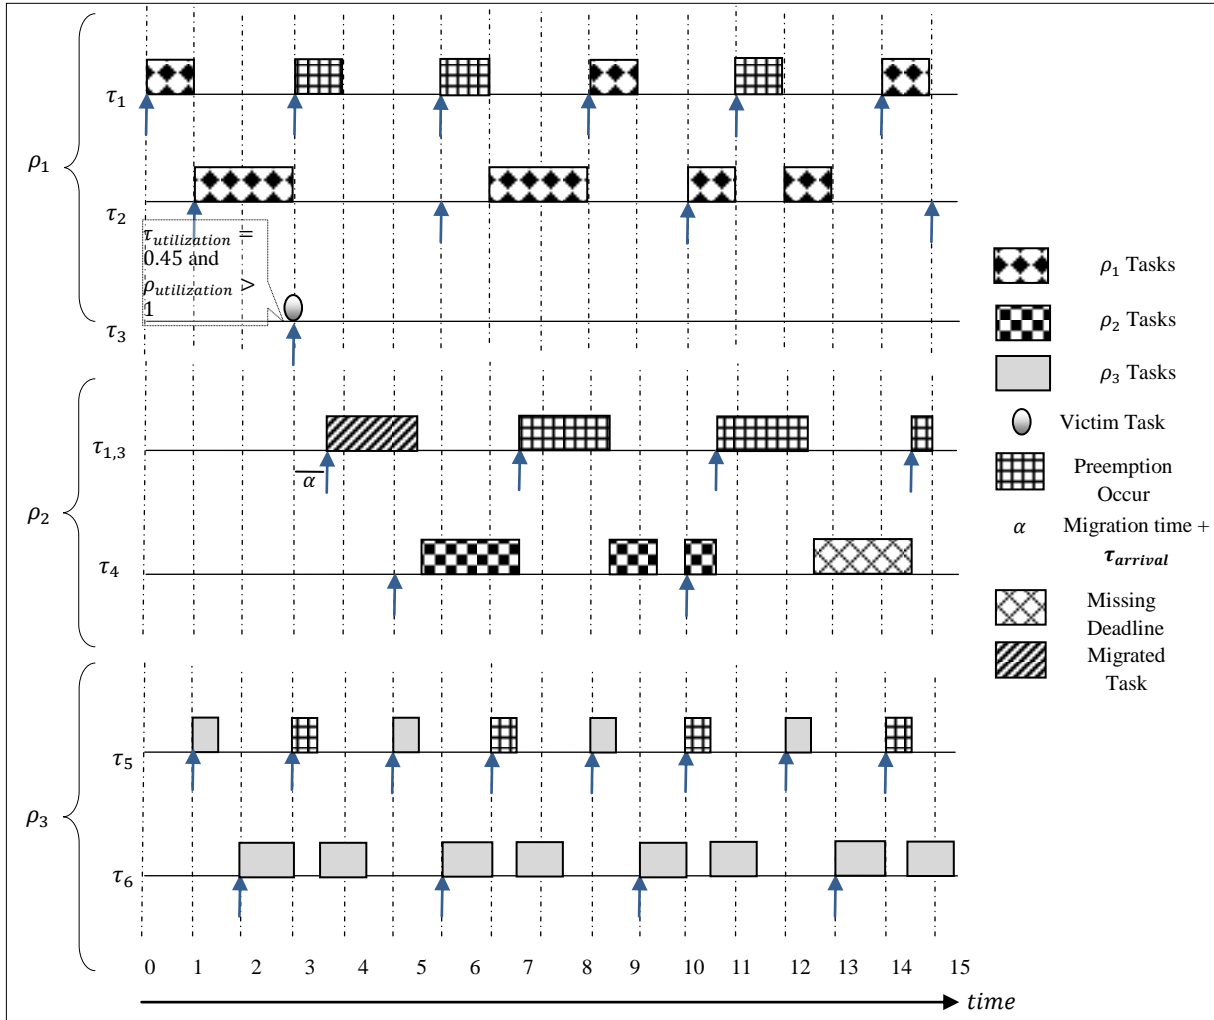 τ1
ρ1
τ2
τutilization =
0.45 and
ρutilization >
1
τ3
τ1,3
α
ρ2
τ4
τ5
ρ3
τ6
0 1 2 3 4 5 6 7 8 9 10 11 12 13 14 15
time
ρ1 Tasks
ρ2 Tasks
ρ3 Tasks
Victim Task
Preemption
Occur
α Migration time +
τarrival
Missing
Deadline
Migrated
Task